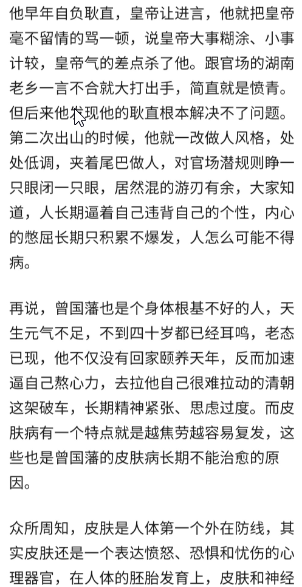 他早年自负耿直，皇帝让进言，他就把皇帝
毫不留情的骂一顿，说皇帝大事糊涂、小事
计较，皇帝气的差点杀了他。跟官场的湖南
老乡一言不合就大打出手，简直就是愤青。
但后来他发现他的耿直根本解决不了问题。
第二次出山的时候，他就一改做人风格，处
处低调，夹着尾巴做人，对官场潜规则睁一
只眼闭一只眼，居然混的游刃有余，大家知
道，人长期逼着自己违背自己的个性，内心
的憋屈长期只积累不爆发，人怎么可能不得
病。
再说，曾国藩也是个身体根基不好的人，天
生元气不足，不到四十岁都已经耳鸣，老态
已现，他不仅没有回家颐养天年，反而加速
逼自己熬心力，去拉他自己很难拉动的清朝
这架破车，长期精神紧张、思虑过度。而皮
肤病有一个特点就是越焦劳越容易复发，这
些也是曾国藩的皮肤病长期不能治愈的原
因。
众所周知，皮肤是人体第一个外在防线，其
实皮肤还是一个表达愤怒、恐惧和忧伤的心
理器官，在人体的胚胎发育上，皮肤和神经